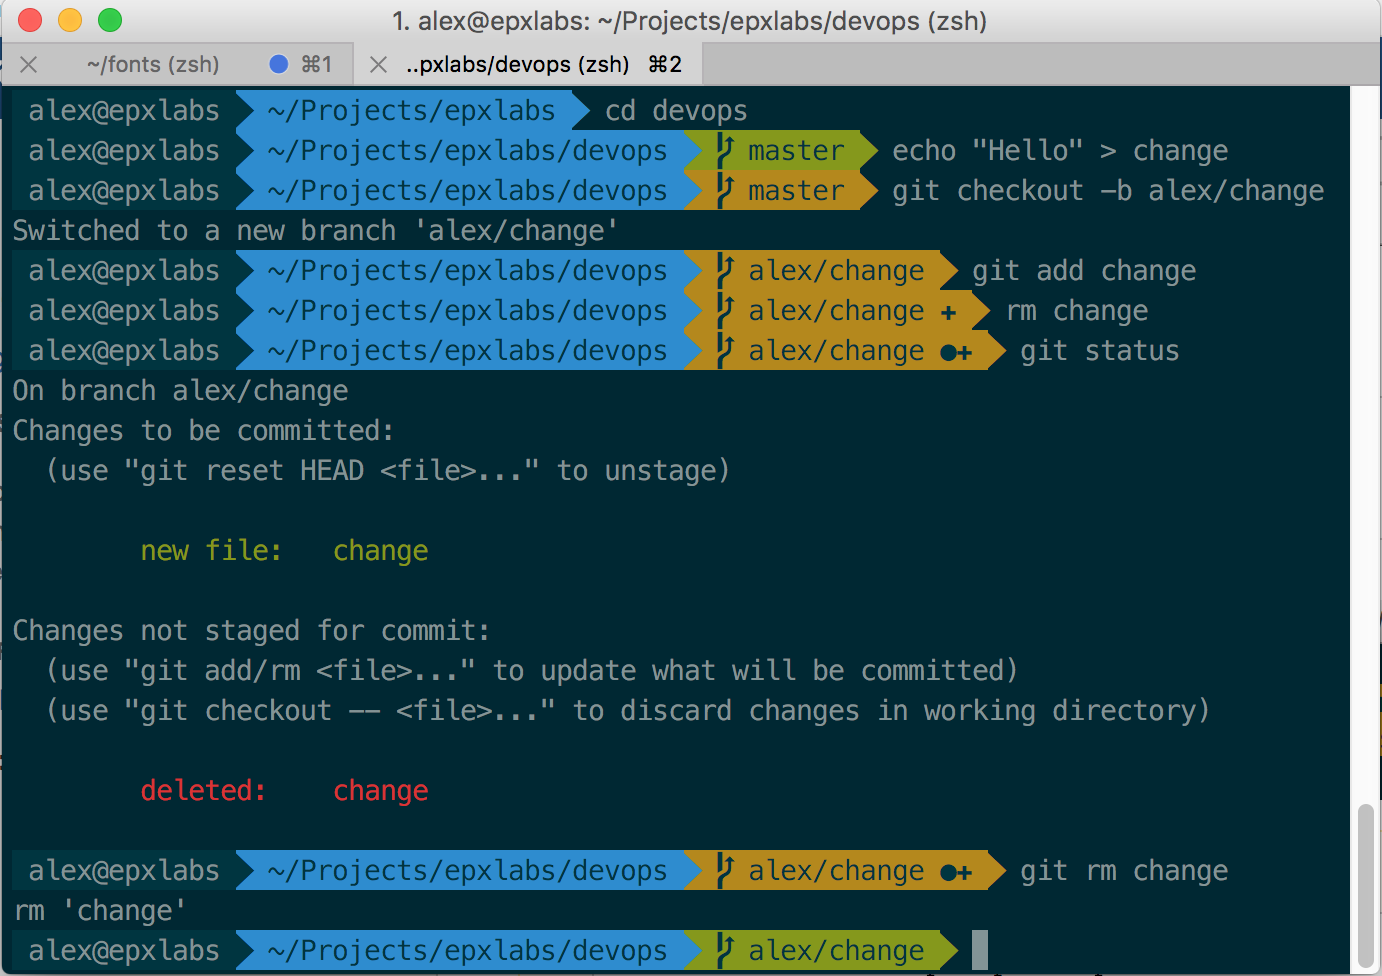 1. alex@epxlabs: ~/Projects/epxlabs/devops (zsh)
~/fonts (zsh) ⌘1 ..pxlabs/devops (zsh) ⌘2
alex@epxlabs ~/Projects/epxlabs cd devops
alex@epxlabs ~/Projects/epxlabs/devops master echo "Hello" > change
alex@epxlabs ~/Projects/epxlabs/devops master git checkout -b alex/change
Switched to a new branch 'alex/change'
alex@epxlabs ~/Projects/epxlabs/devops alex/change git add change
alex@epxlabs ~/Projects/epxlabs/devops alex/change + rm change
alex@epxlabs ~/Projects/epxlabs/devops alex/change ●+ git status
On branch alex/change
Changes to be committed:
(use "git reset HEAD <file>..." to unstage)
new file: change
Changes not staged for commit:
(use "git add/rm <file>..." to update what will be committed)
(use "git checkout -- <file>..." to discard changes in working directory)
deleted: change
alex@epxlabs ~/Projects/epxlabs/devops alex/change ●+ git rm change
rm 'change'
alex@epxlabs ~/Projects/epxlabs/devops alex/change